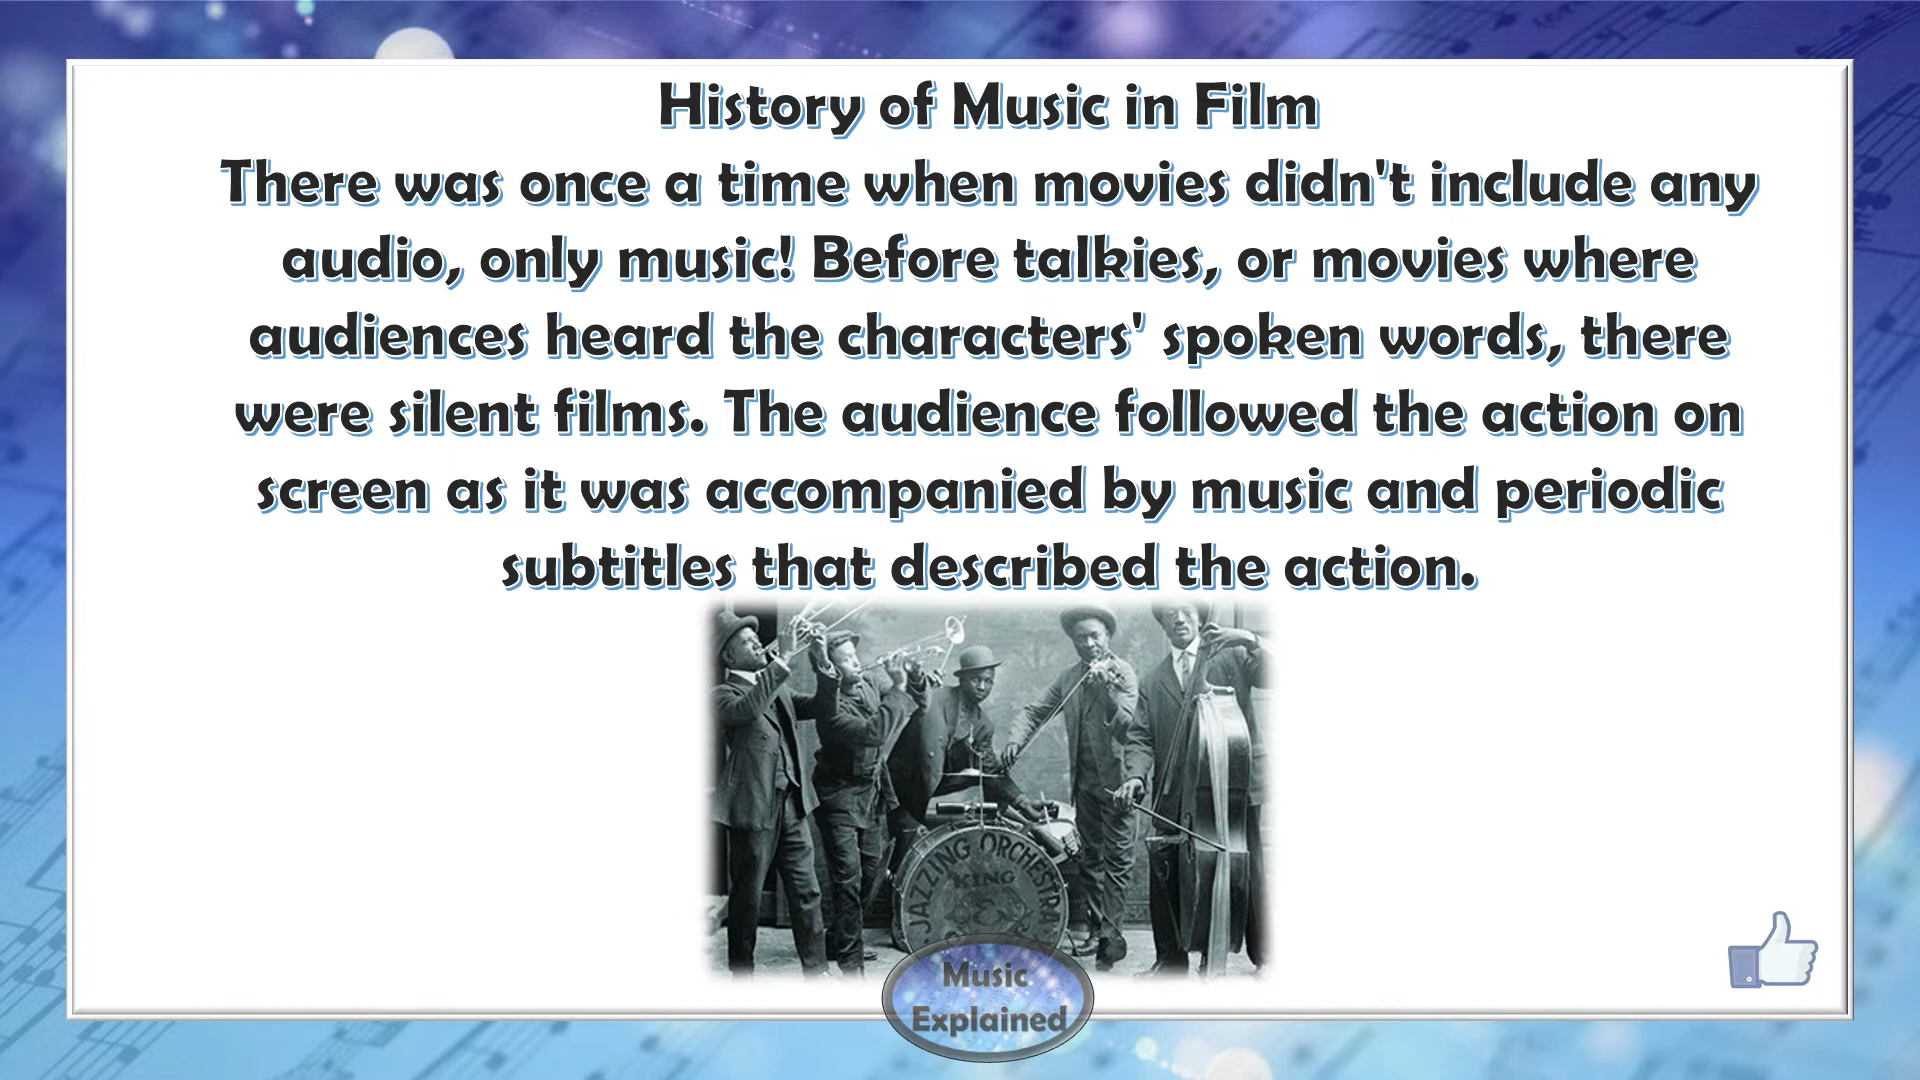 History of Music in Film
There was once a time when movies didn't include any
audio, only music! Before talkies, or movies where
audiences heard the characters' spoken words, there
were silent films. The audience followed the action on
screen as it was accompanied by music and periodic
subtitles that described the action.
JAZZING ORCHESTRA
KING
Music
Explained